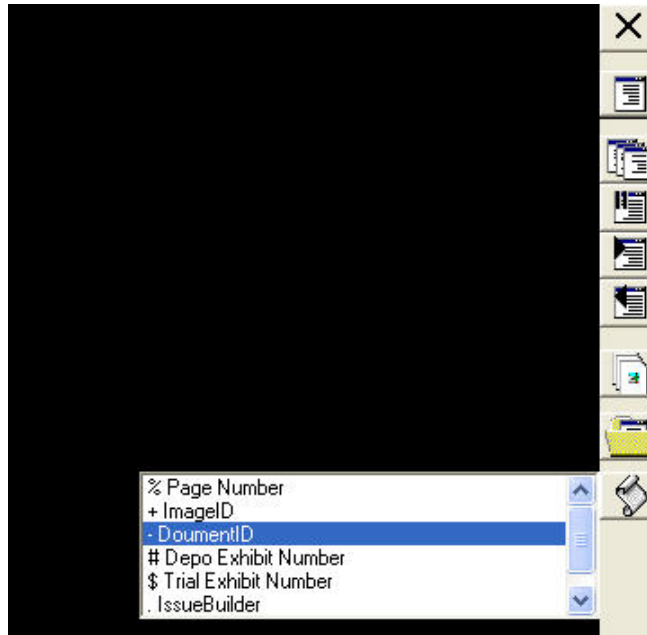 % Page Number
+ ImageID
- DoumentID
# Depo Exhibit Number
$ Trial Exhibit Number
. IssueBuilder